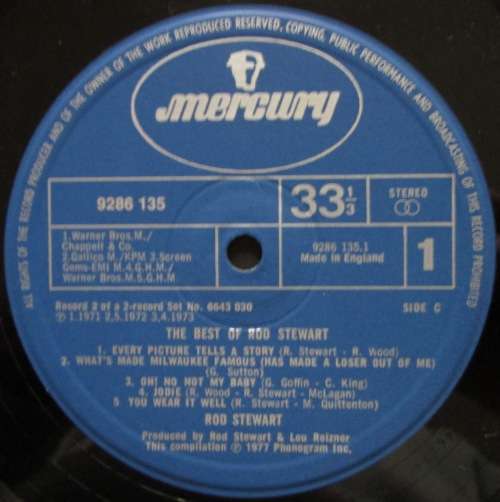 ALL RIGHTS OF THE RECORD PRODUCER AND OF THE OWNER OF THE WORK REPRODUCED RESERVED, COPYING, PUBLIC PERFORMANCE AND BROADCASTING OF THIS RECORD PROHIBITED
mercury
9286 135
33 1/3
STEREO
1.Warner Bros.M./
Chappell & Co.
2.Gallico M./KPM 3.Screen
Gems-EMI M.4.G.H.M./
Warner Bros.M.5.G.H.M
9286 135.1
Made in England
1
Record 2 of a 2-record Set No. 6643 030
℗ 1.1971 2,5.1972 3,4.1973
SIDE C
THE BEST OF ROD STEWART
1. EVERY PICTURE TELLS A STORY (R. Stewart - R. Wood)
2. WHAT'S MADE MILWAUKEE FAMOUS (HAS MADE A LOSER OUT OF ME)
(G. Sutton)
3. OH! NO NOT MY BABY (G. Goffin - C. King)
4. JODIE (R. Wood - R. Stewart - McLagan)
5 YOU WEAR IT WELL (R. Stewart - M. Quittenton)
ROD STEWART
Produced by Rod Stewart & Lou Reizner
This compilation ℗ 1977 Phonogram Inc.